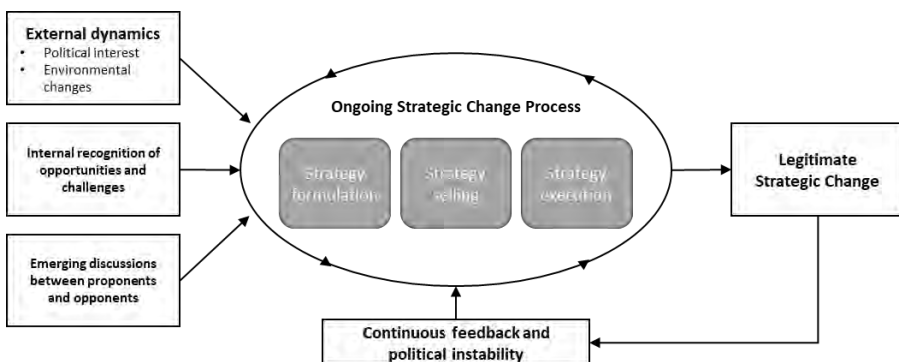 External dynamics
• Political interest
• Environmental
changes
Internal recognition of
opportunities and
challenges
Emerging discussions
between proponents
and opponents
Ongoing Strategic Change Process
Strategy
formulation
Strategy
selling
Strategy
execution
Legitimate
Strategic Change
Continuous feedback and
political instability